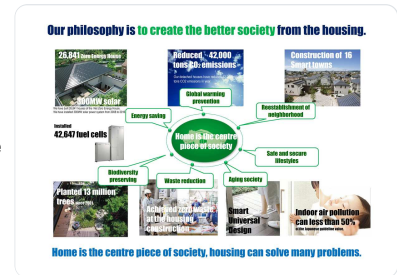 Our philosophy is to create the better society from the housing.
26,841 Zero Energy House
800MW solar
Reduced 42,000
tons CO₂ emissions
Construction of 16
Smart towns
Global warming
prevention
Energy saving
Reestablishment of
neighborhood
Installed
42,647 fuel cells
Home is the centre
piece of society
Safe and secure
lifestyles
Biodiversity
preserving
Waste reduction
Aging society
Planted 13 million
trees
Achieved zero waste
at the housing
construction
Smart
Universal
Design
Indoor air pollution
can less than 50%
Home is the centre piece of society, housing can solve many problems.